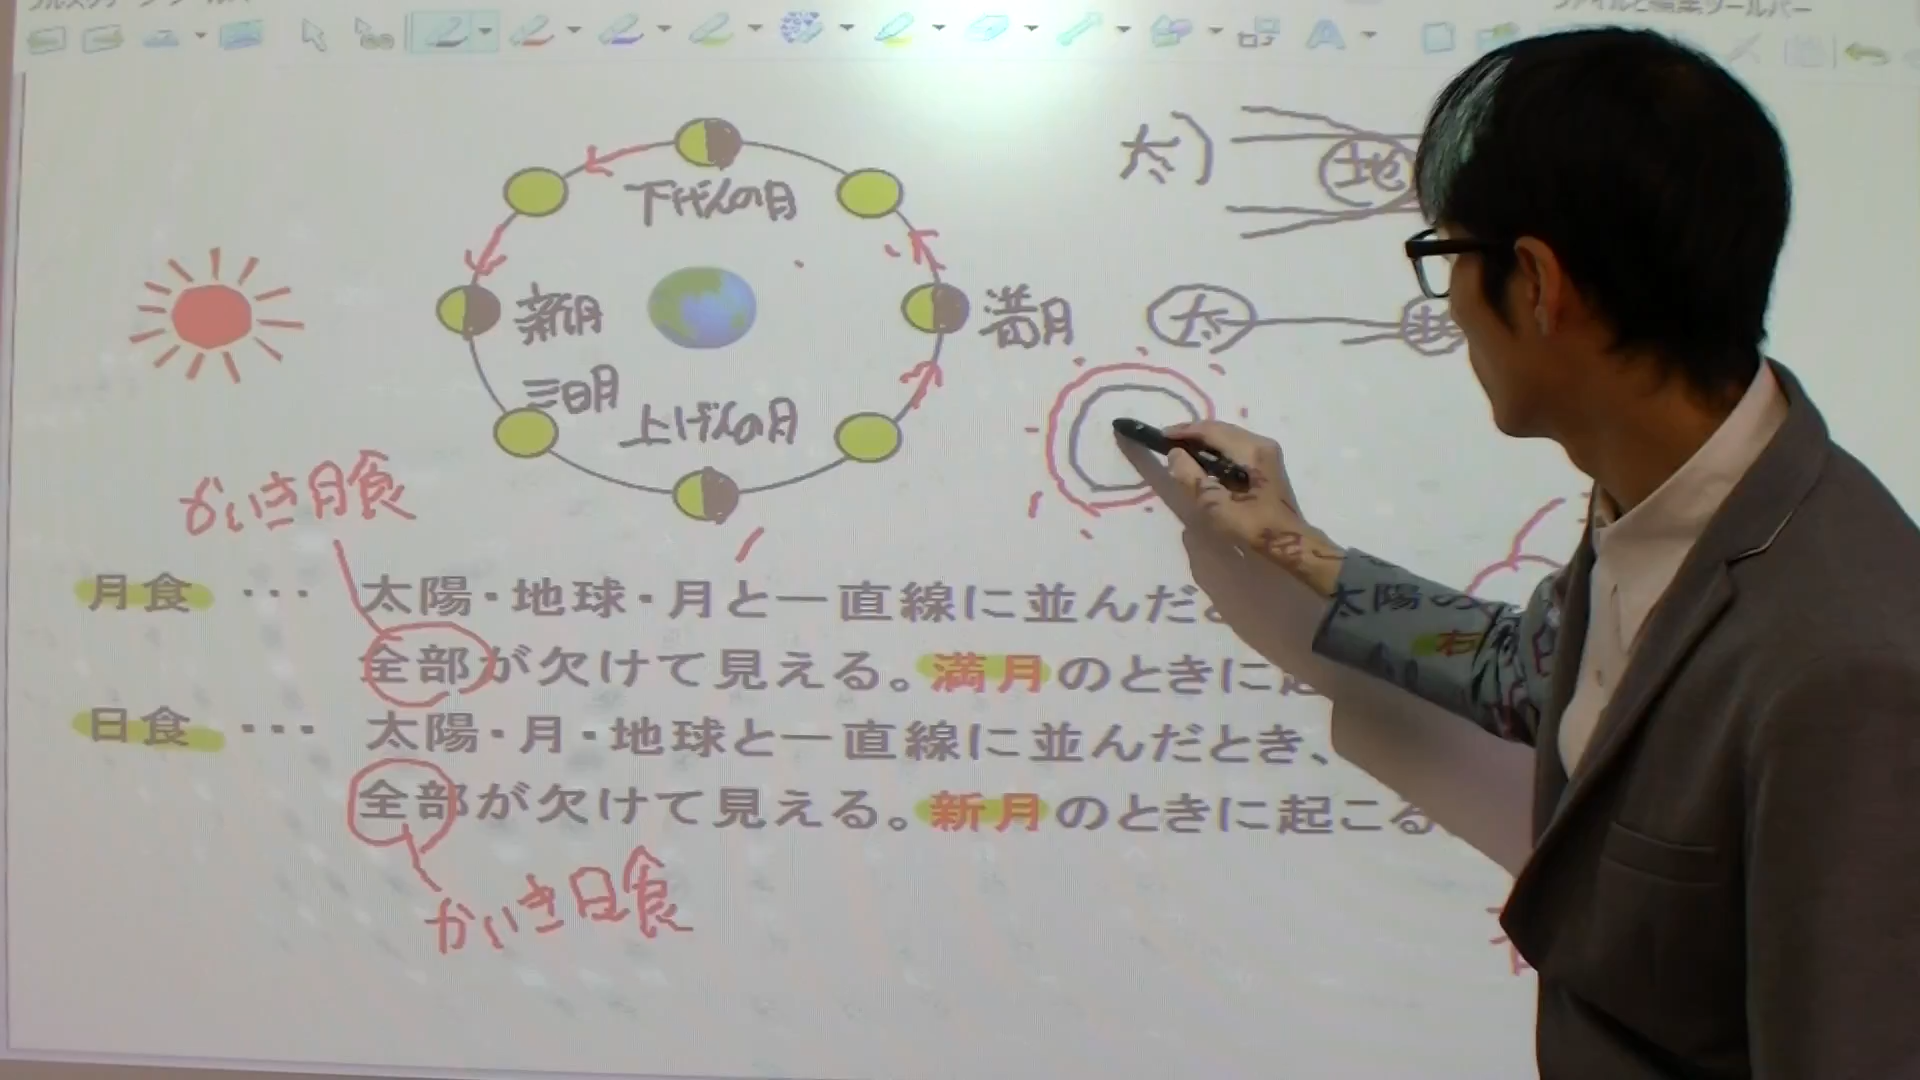 下げんの月
太
地
新月
満月
太
地
三日月
上げんの月
かいき月食
月食 ・・・ 太陽・地球・月と一直線に並んだと
太陽の
右
全部が欠けて見える。満月のときに起
日食 ・・・ 太陽・月・地球と一直線に並んだとき、
全部が欠けて見える。新月のときに起こる
かいき日食